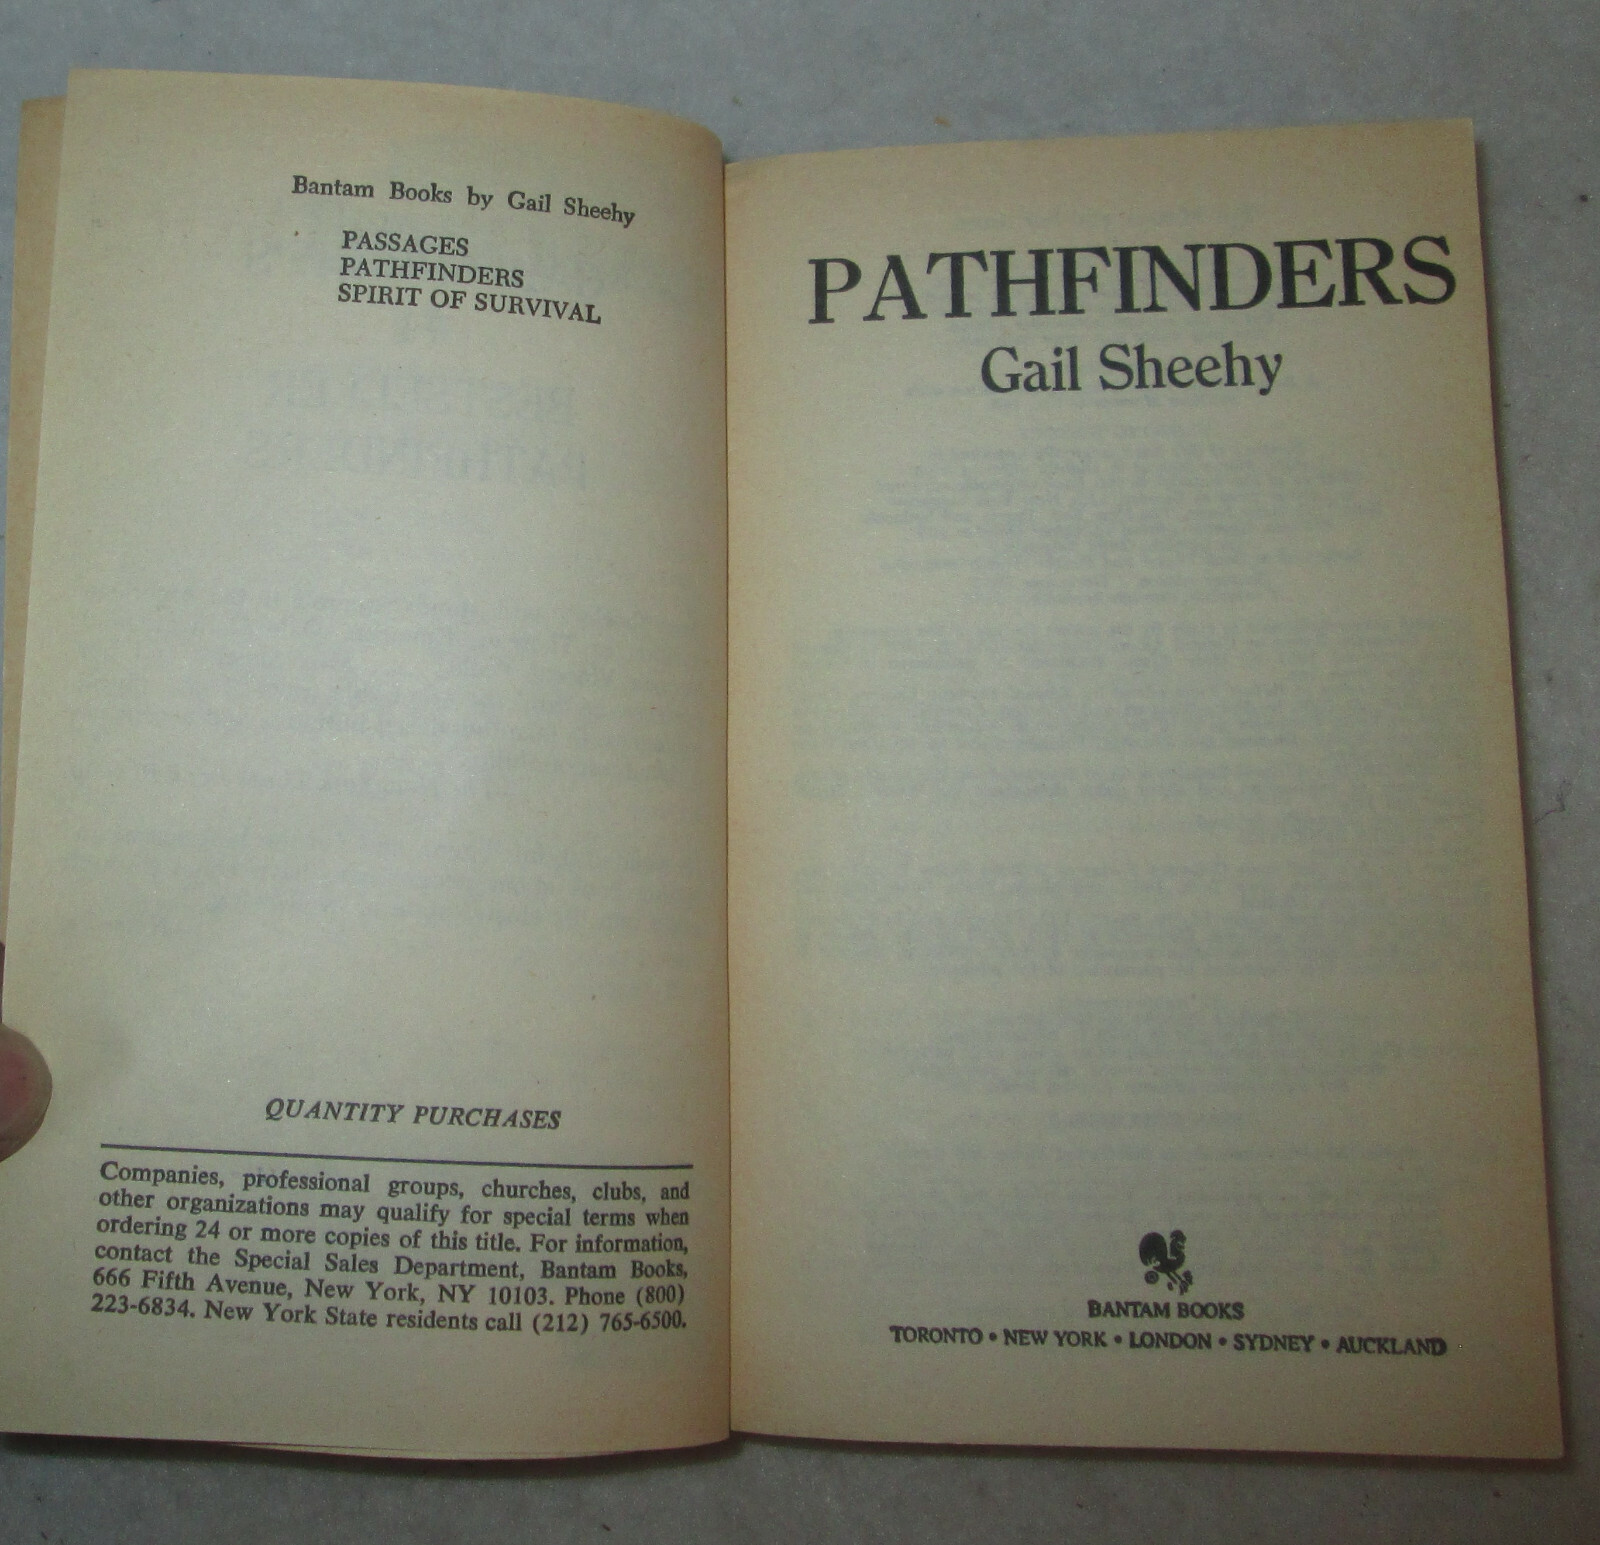 Bantam Books by Gail Sheehy
PASSAGES
PATHFINDERS
SPIRIT OF SURVIVAL
QUANTITY PURCHASES
Companies, professional groups, churches, clubs, and
other organizations may qualify for special terms when
ordering 24 or more copies of this title. For information,
contact the Special Sales Department, Bantam Books,
666 Fifth Avenue, New York, NY 10103. Phone (800)
223-6834. New York State residents call (212) 765-6500.
PATHFINDERS
Gail Sheehy
BANTAM BOOKS
TORONTO • NEW YORK • LONDON • SYDNEY • AUCKLAND